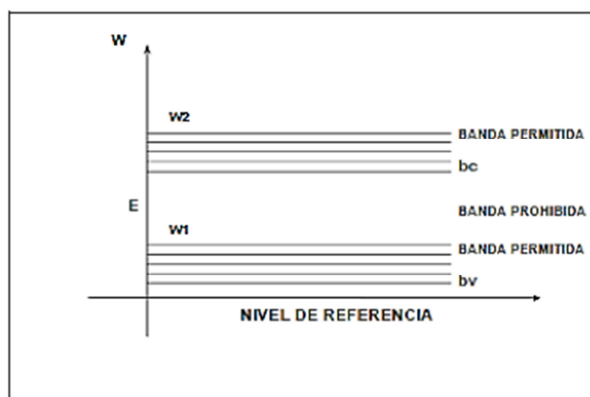 W
W2
BANDA PERMITIDA
bc
E
BANDA PROHIBIDA
W1
BANDA PERMITIDA
bv
NIVEL DE REFERENCIA